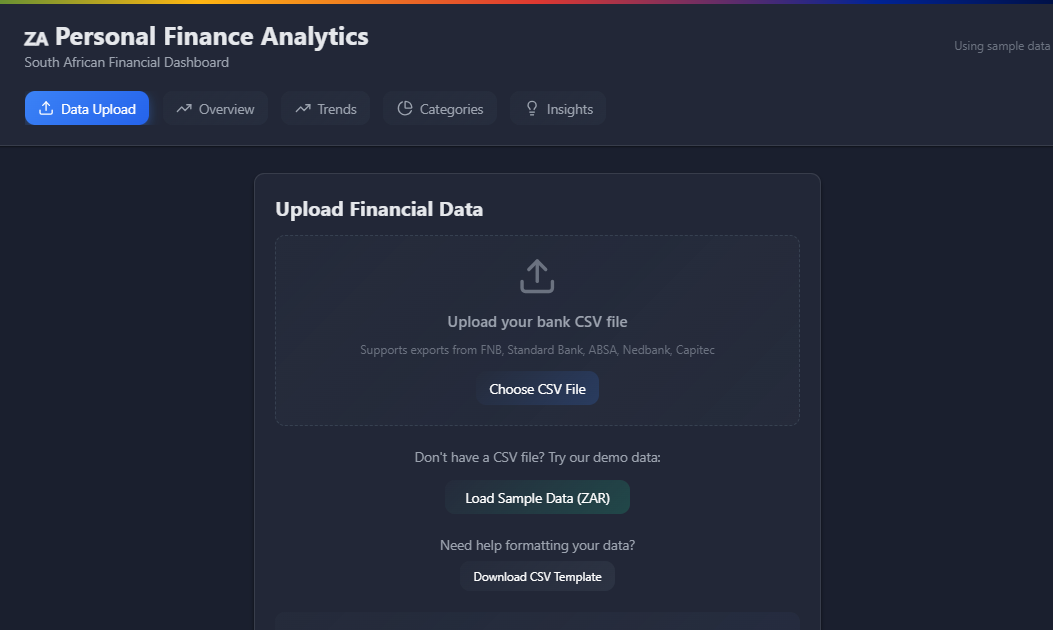 ZA Personal Finance Analytics
South African Financial Dashboard
Using sample data
Data Upload
Overview
Trends
Categories
Insights
Upload Financial Data
Upload your bank CSV file
Supports exports from FNB, Standard Bank, ABSA, Nedbank, Capitec
Choose CSV File
Don't have a CSV file? Try our demo data:
Load Sample Data (ZAR)
Need help formatting your data?
Download CSV Template